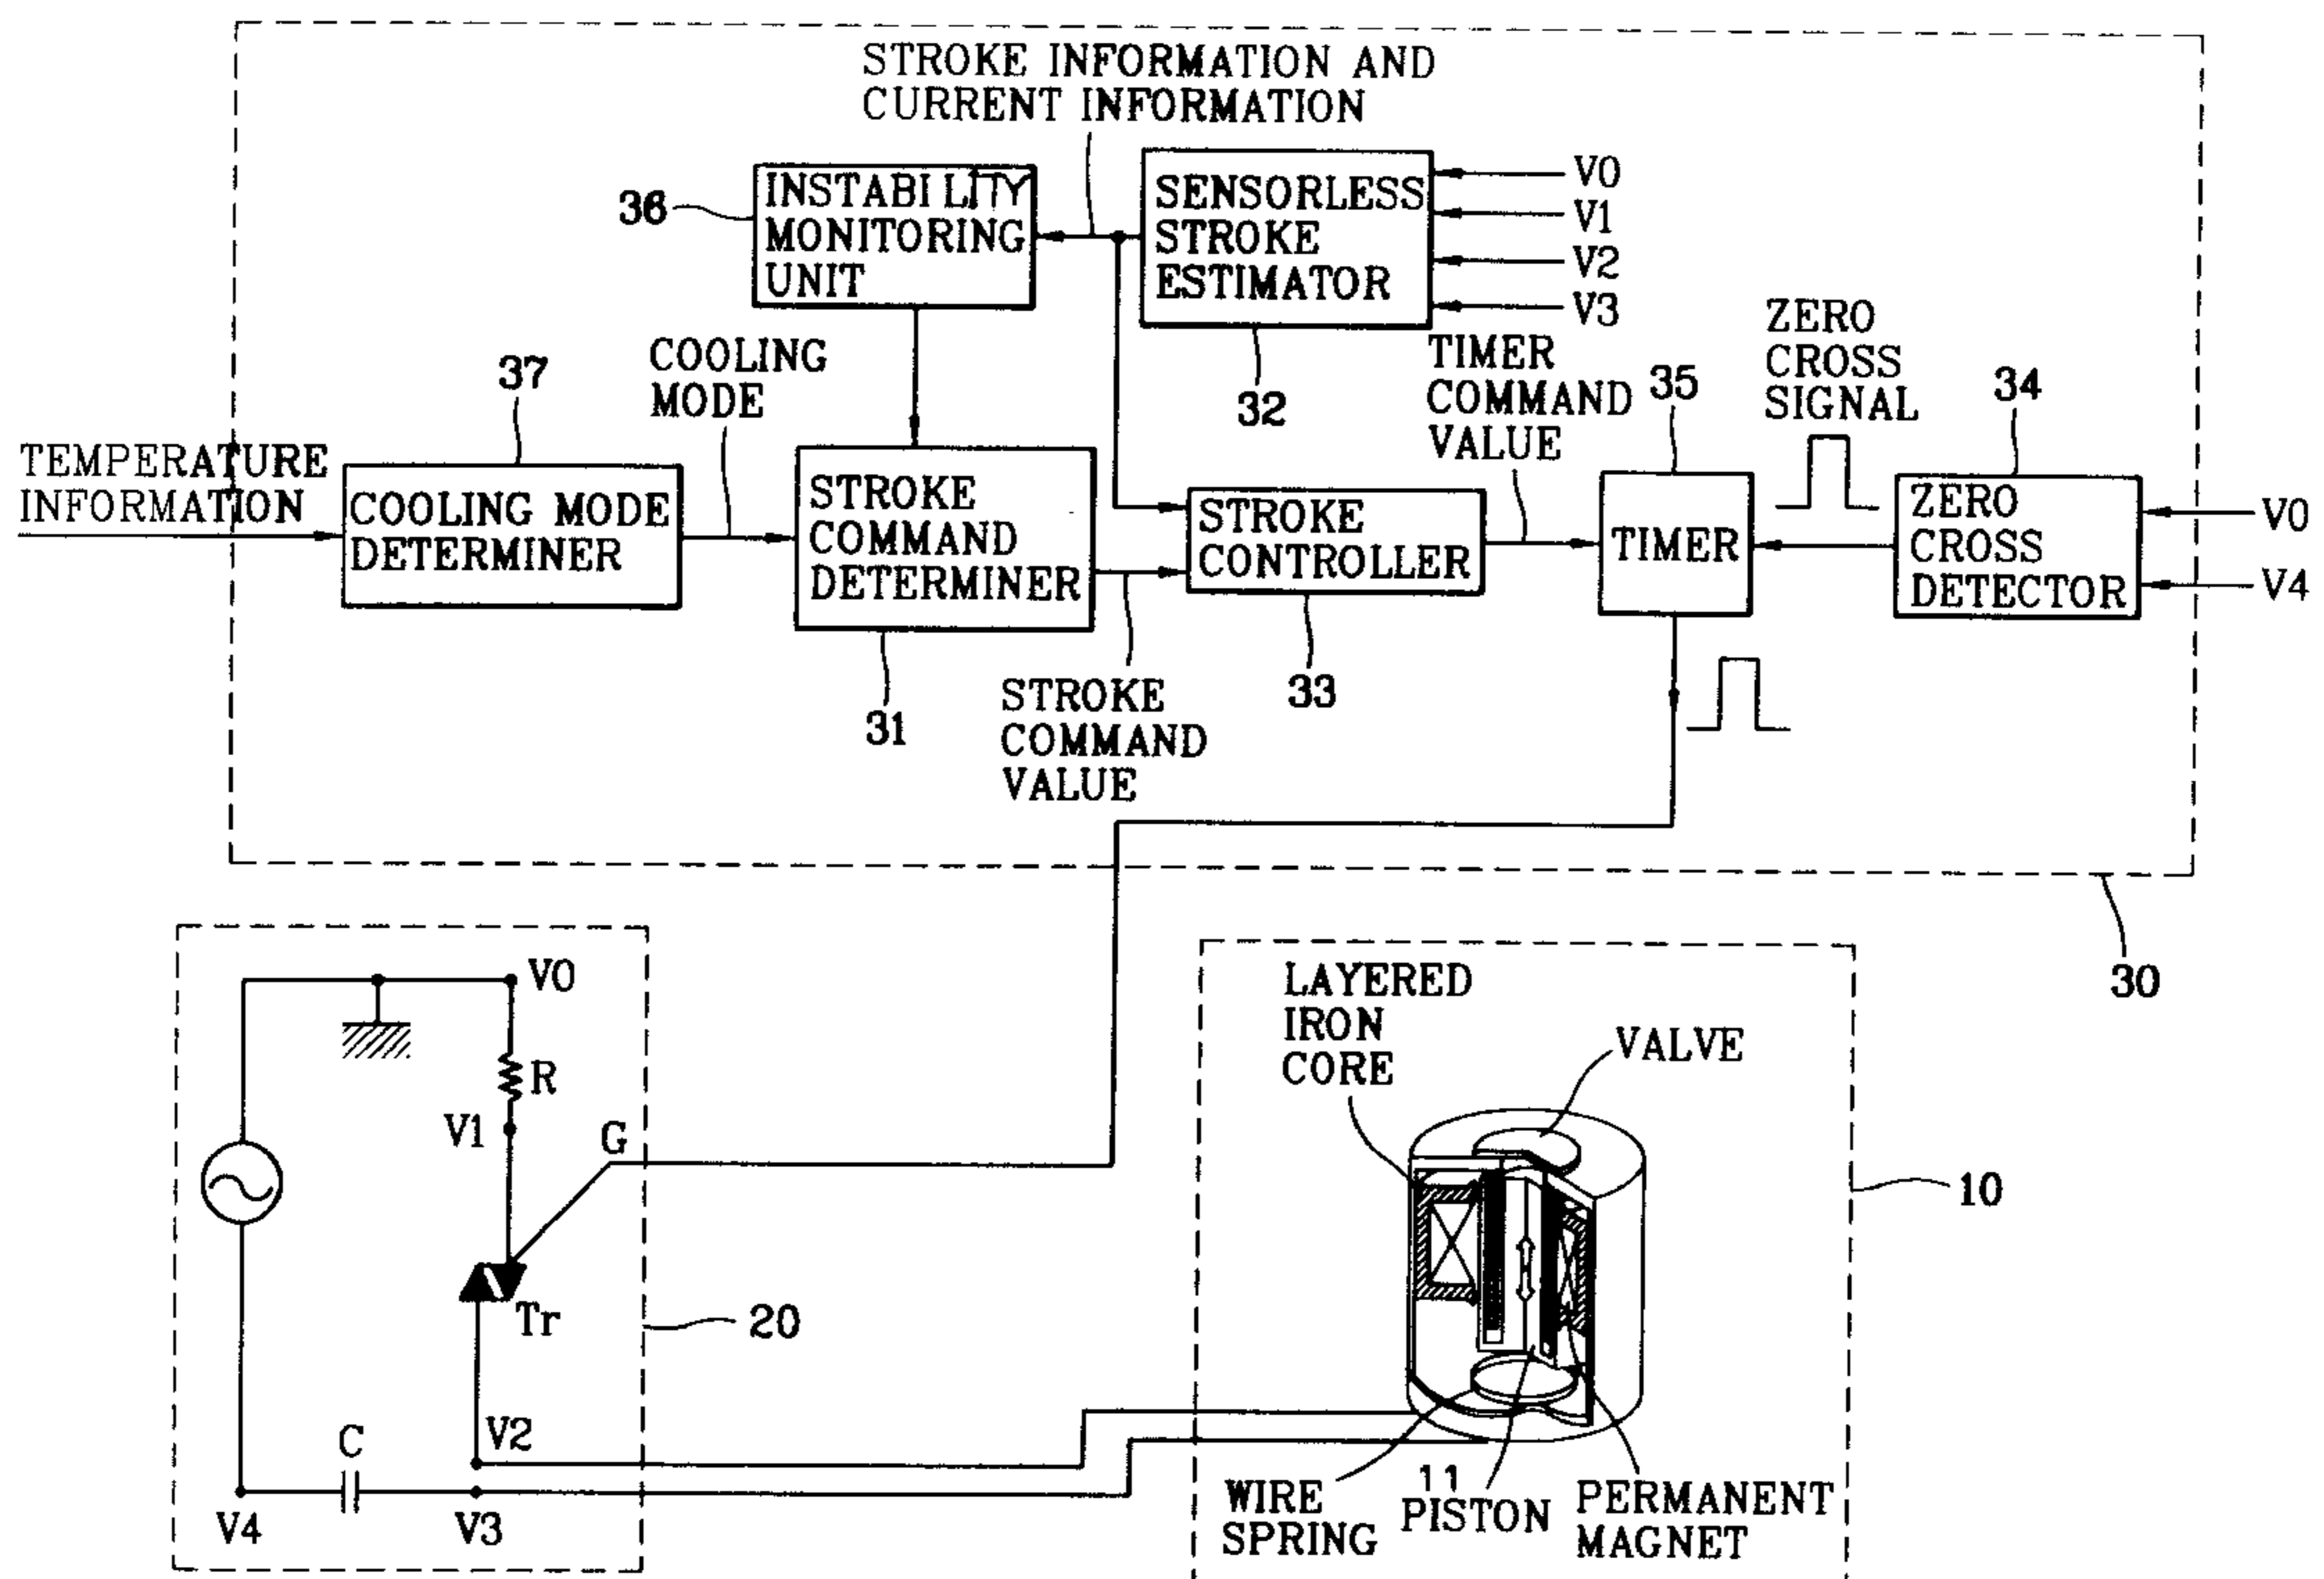 STROKE INFORMATION AND
CURRENT INFORMATION
36
INSTABILITY
MONITORING
UNIT
SENSORLESS
STROKE
ESTIMATOR
V0
V1
V2
V3
32
37
COOLING
MODE
TIMER
COMMAND
VALUE
35
ZERO
CROSS
SIGNAL
34
TEMPERATURE
INFORMATION
COOLING MODE
DETERMINER
STROKE
COMMAND
DETERMINER
31
STROKE
CONTROLLER
33
TIMER
ZERO
CROSS
DETECTOR
V0
V4
STROKE
COMMAND
VALUE
30
V0
R
V1
G
Tr
20
C
V2
V4
V3
LAYERED
IRON
CORE
VALVE
10
WIRE
SPRING
11
PISTON
PERMANENT
MAGNET